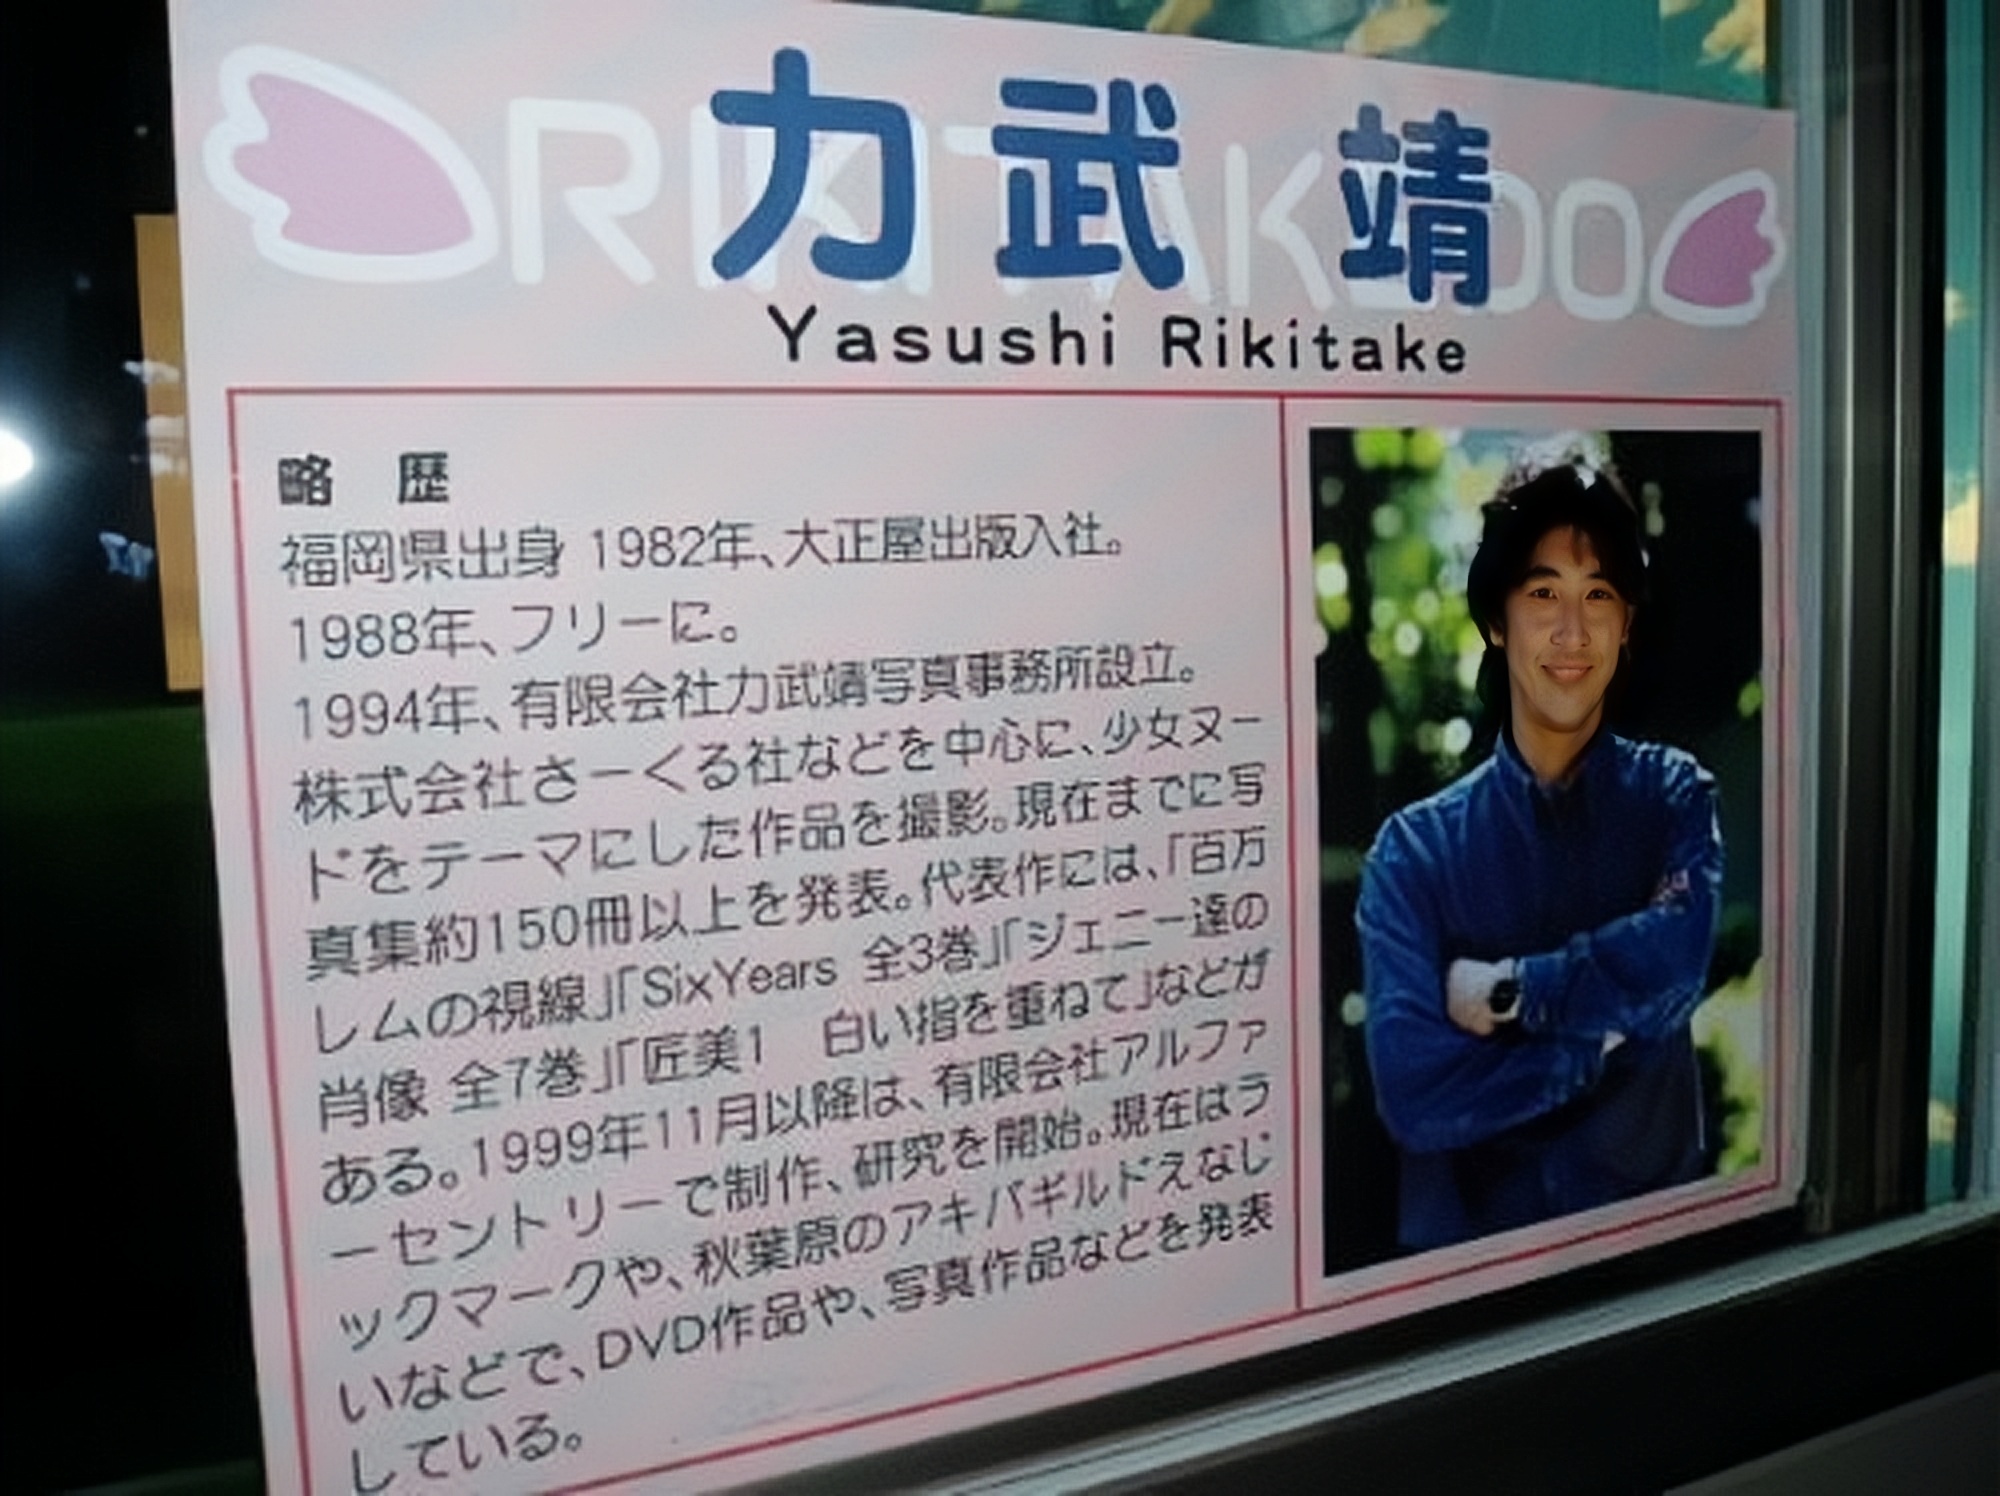 力武 靖
Yasushi Rikitake
略 歴
福岡県出身 1982年、大正屋出版入社。
1988年、フリーに。
1994年、有限会社力武靖写真事務所設立。
株式会社さーくる社などを中心に、少女ヌー
ドをテーマにした作品を撮影。現在までに写
真集約150冊以上を発表。代表作には、「百万
レムの視線」「SixYears 全3巻」「ジェニー達の
肖像 全7巻」「匠美1 白い指を重ねて」などが
ある。1999年11月以降は、有限会社アルファ
ーセントリーで制作、研究を開始。現在はラ
ックマークや、秋葉原のアキバギルドえなじ
いなどで、DVD作品や、写真作品などを発表
している。